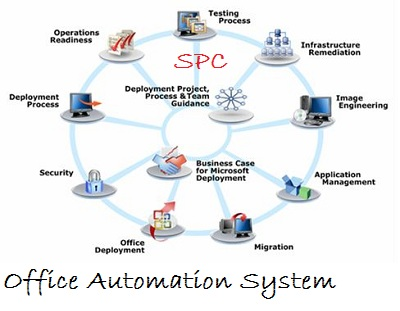 Testing
Process
Operations
Readiness
SPC
Infrastructure
Remediation
Deployment
Process
Deployment Project,
Process & Team
Guidance
Image
Engineering
Security
Business Case
for Microsoft
Deployment
Application
Management
Office
Deployment
Migration
Office Automation System